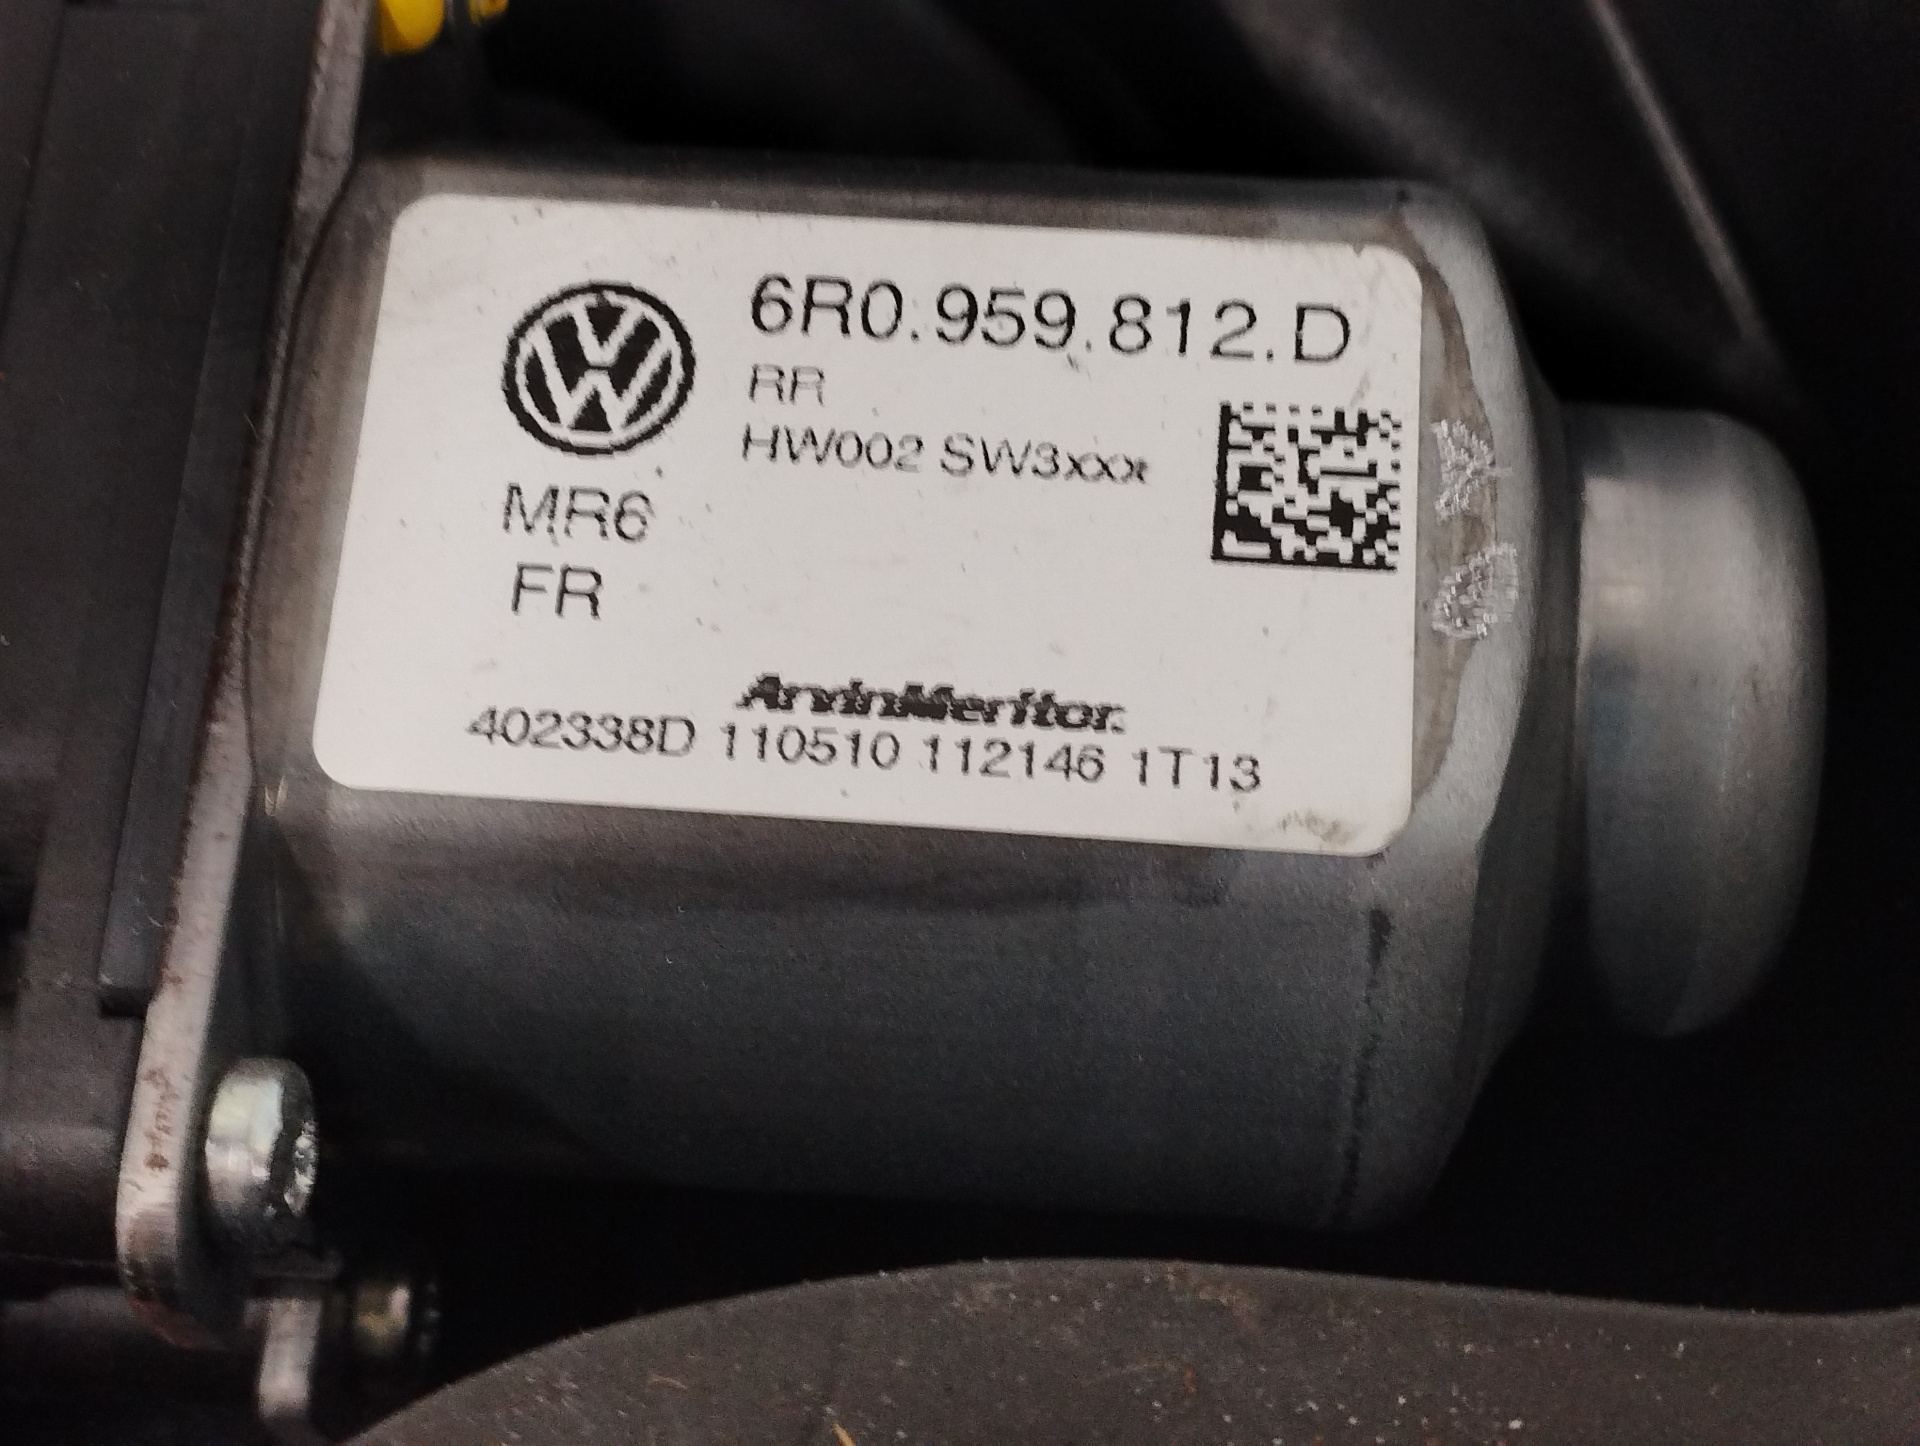 6R0.959.812.D
RR
HW002 SW3xxx
MR6
FR
ArvinMeritor.
402338D 110510 112146 1T13